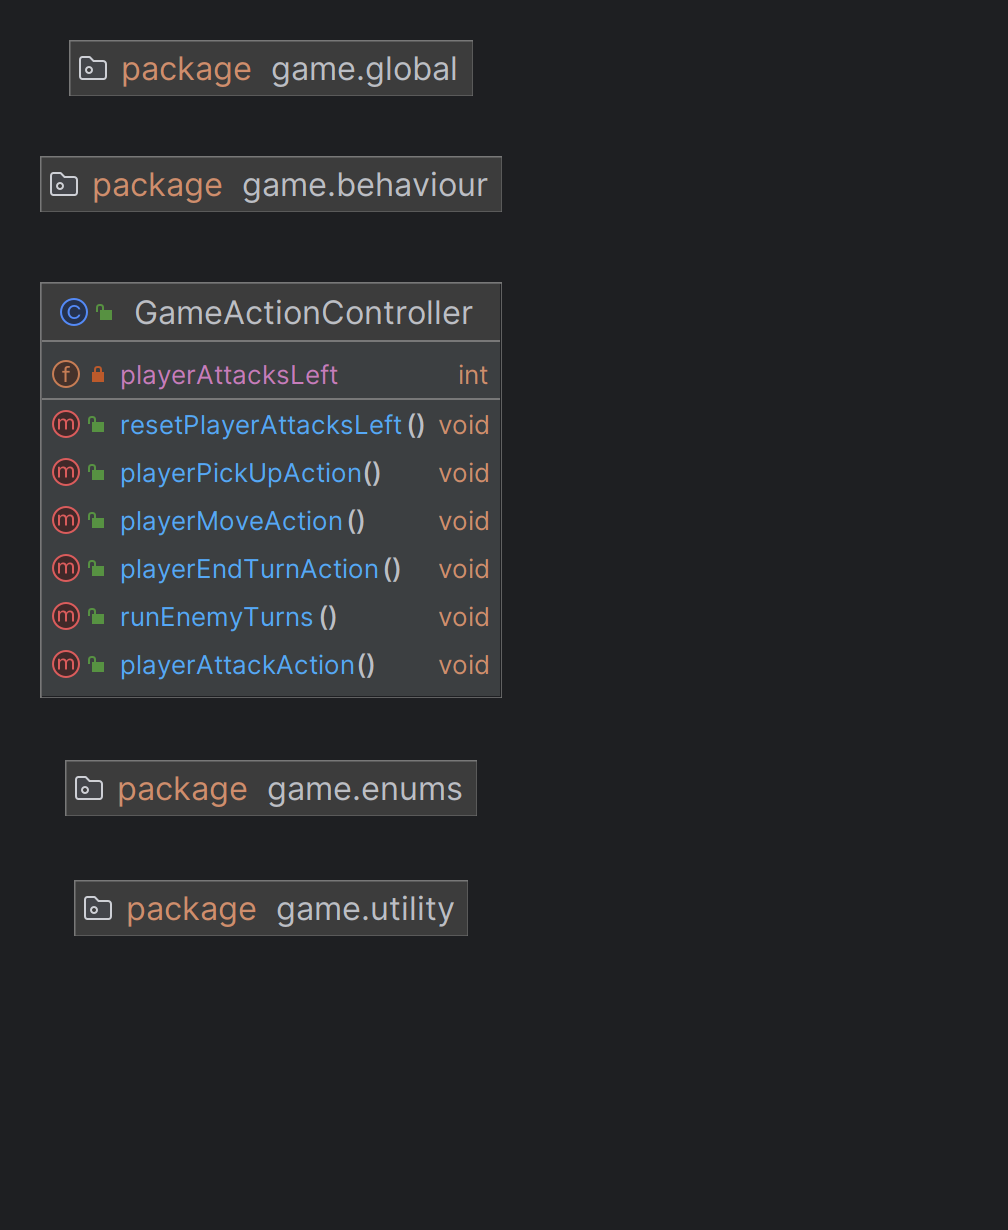 package game.global
package game.behaviour
GameActionController
playerAttacksLeft int
resetPlayerAttacksLeft() void
playerPickUpAction() void
playerMoveAction() void
playerEndTurnAction() void
runEnemyTurns() void
playerAttackAction() void
package game.enums
package game.utility